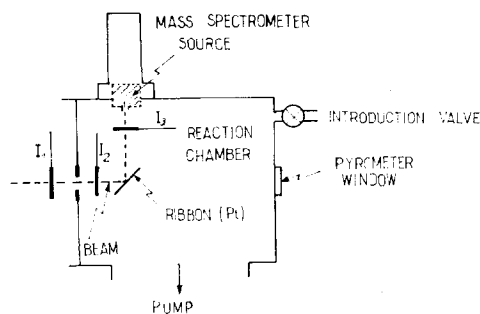 MASS SPECTROMETER
SOURCE
I3
REACTION
CHAMBER
INTRODUCTION VALVE
I1
I2
PYROMETER
WINDOW
RIBBON (Pt)
BEAM
PUMP